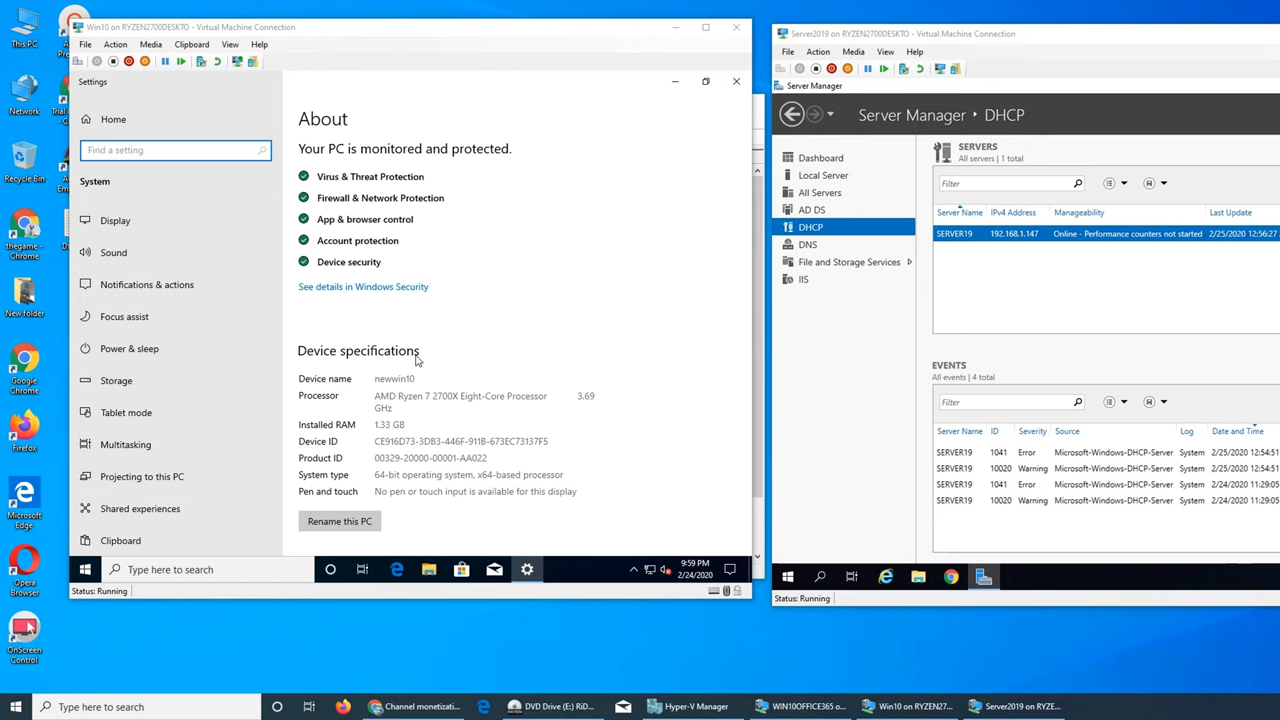 This PC
Network
Recycle Bin
thegame -
Chrome
New folder
Google
Chrome
Firefox
Microsoft
Edge
Opera
Browser
OnScreen
Control
Win10 on RYZEN2700DESKTO - Virtual Machine Connection
File Action Media Clipboard View Help
Settings
Home
Find a setting
System
Display
Sound
Notifications & actions
Focus assist
Power & sleep
Storage
Tablet mode
Multitasking
Projecting to this PC
Shared experiences
Clipboard
About
Your PC is monitored and protected.
Virus & Threat Protection
Firewall & Network Protection
App & browser control
Account protection
Device security
See details in Windows Security
Device specifications
Device name newwin10
Processor AMD Ryzen 7 2700X Eight-Core Processor 3.69
GHz
Installed RAM 1.33 GB
Device ID CE916D73-3DB3-446F-911B-673EC73137F5
Product ID 00329-20000-00001-AA022
System type 64-bit operating system, x64-based processor
Pen and touch No pen or touch input is available for this display
Rename this PC
Type here to search
9:59 PM
2/24/2020
Status: Running
Server2019 on RYZEN2700DESKTO - Virtual Machine Connection
File Action Media View Help
Server Manager
Server Manager • DHCP
Dashboard
Local Server
All Servers
AD DS
DHCP
DNS
File and Storage Services
IIS
SERVERS
All servers | 1 total
Filter
Server Name IPv4 Address Manageability Last Update
SERVER19 192.168.1.147 Online - Performance counters not started 2/25/2020 12:56:27
EVENTS
All events | 4 total
Filter
Server Name ID Severity Source Log Date and Time
SERVER19 1041 Error Microsoft-Windows-DHCP-Server System 2/25/2020 12:54:51
SERVER19 10020 Warning Microsoft-Windows-DHCP-Server System 2/25/2020 12:54:51
SERVER19 1041 Error Microsoft-Windows-DHCP-Server System 2/24/2020 11:29:05
SERVER19 10020 Warning Microsoft-Windows-DHCP-Server System 2/24/2020 11:29:05
Status: Running
Type here to search
Channel monetizati...
DVD Drive (E:) RiD...
Hyper-V Manager
WIN10OFFICE365 o...
Win10 on RYZEN27...
Server2019 on RYZE...